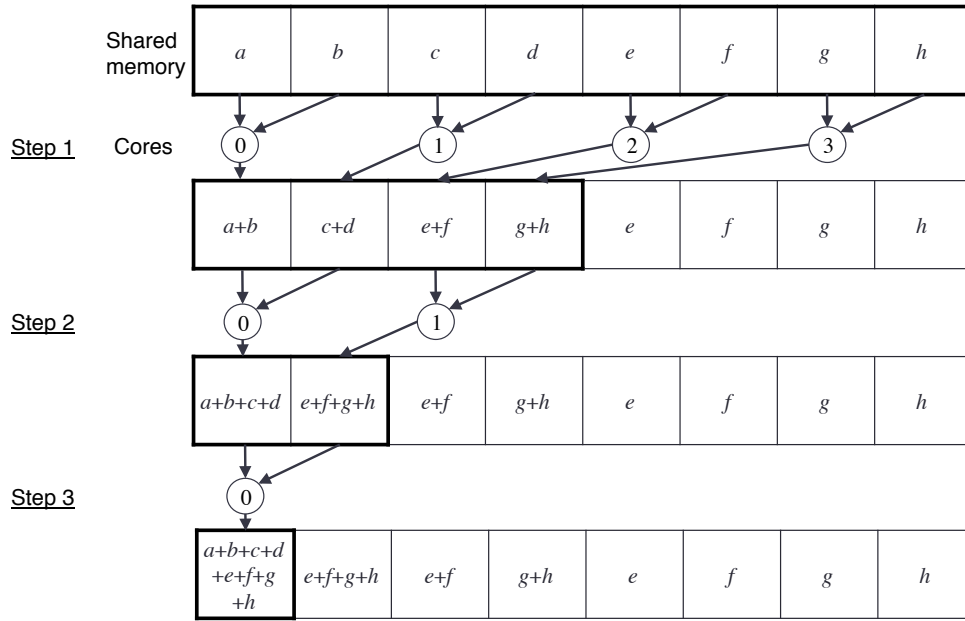 Shared
memory
a b c d e f g h
Step 1 Cores 0 1 2 3
a+b c+d e+f g+h e f g h
Step 2 0 1
a+b+c+d e+f+g+h e+f g+h e f g h
Step 3 0
a+b+c+d
+e+f+g
+h
e+f+g+h e+f g+h e f g h